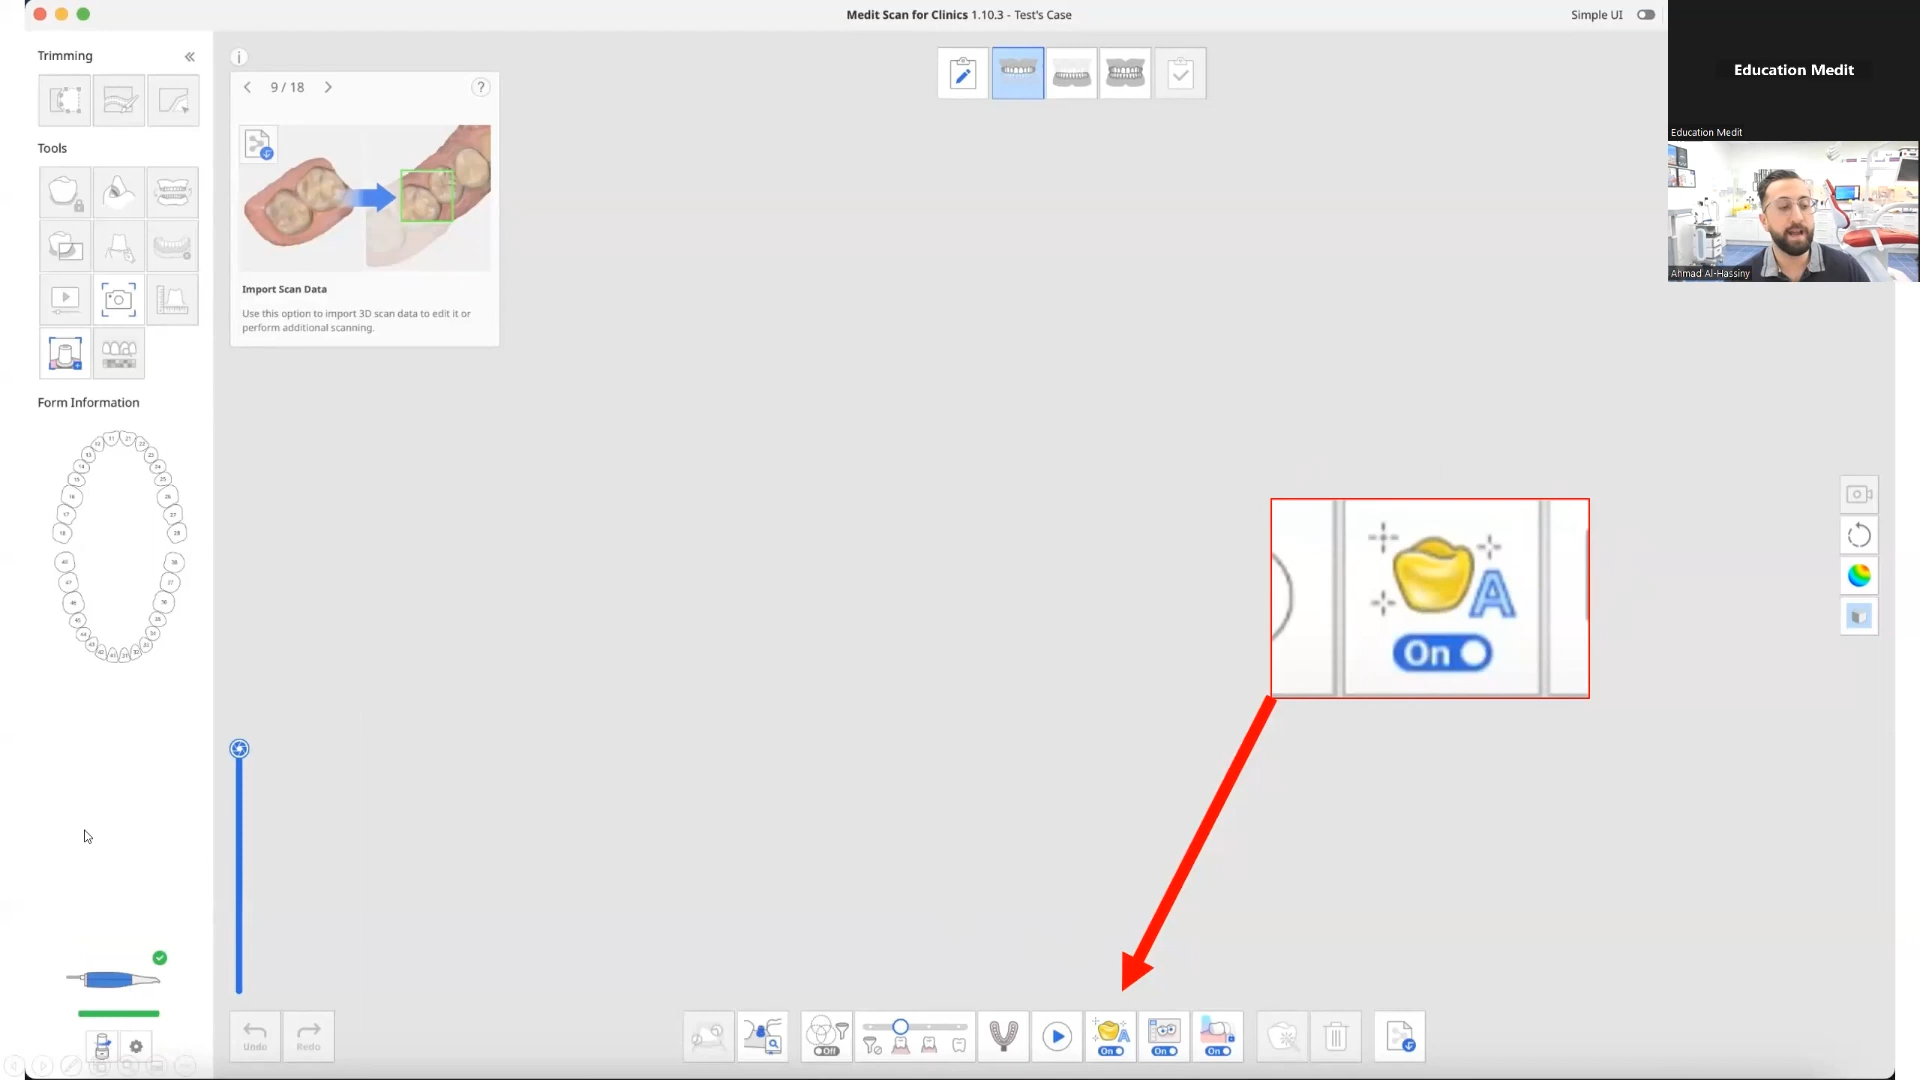 Medit Scan for Clinics 1.10.3 - Test's Case
Simple UI
Education Medit
Education Medit
Ahmad Al-Hassiny
Trimming
9 / 18
?
Import Scan Data
Use this option to import 3D scan data to edit it or
perform additional scanning.
Tools
Form Information
A
On
Undo
Redo
Off
A
On
On
On